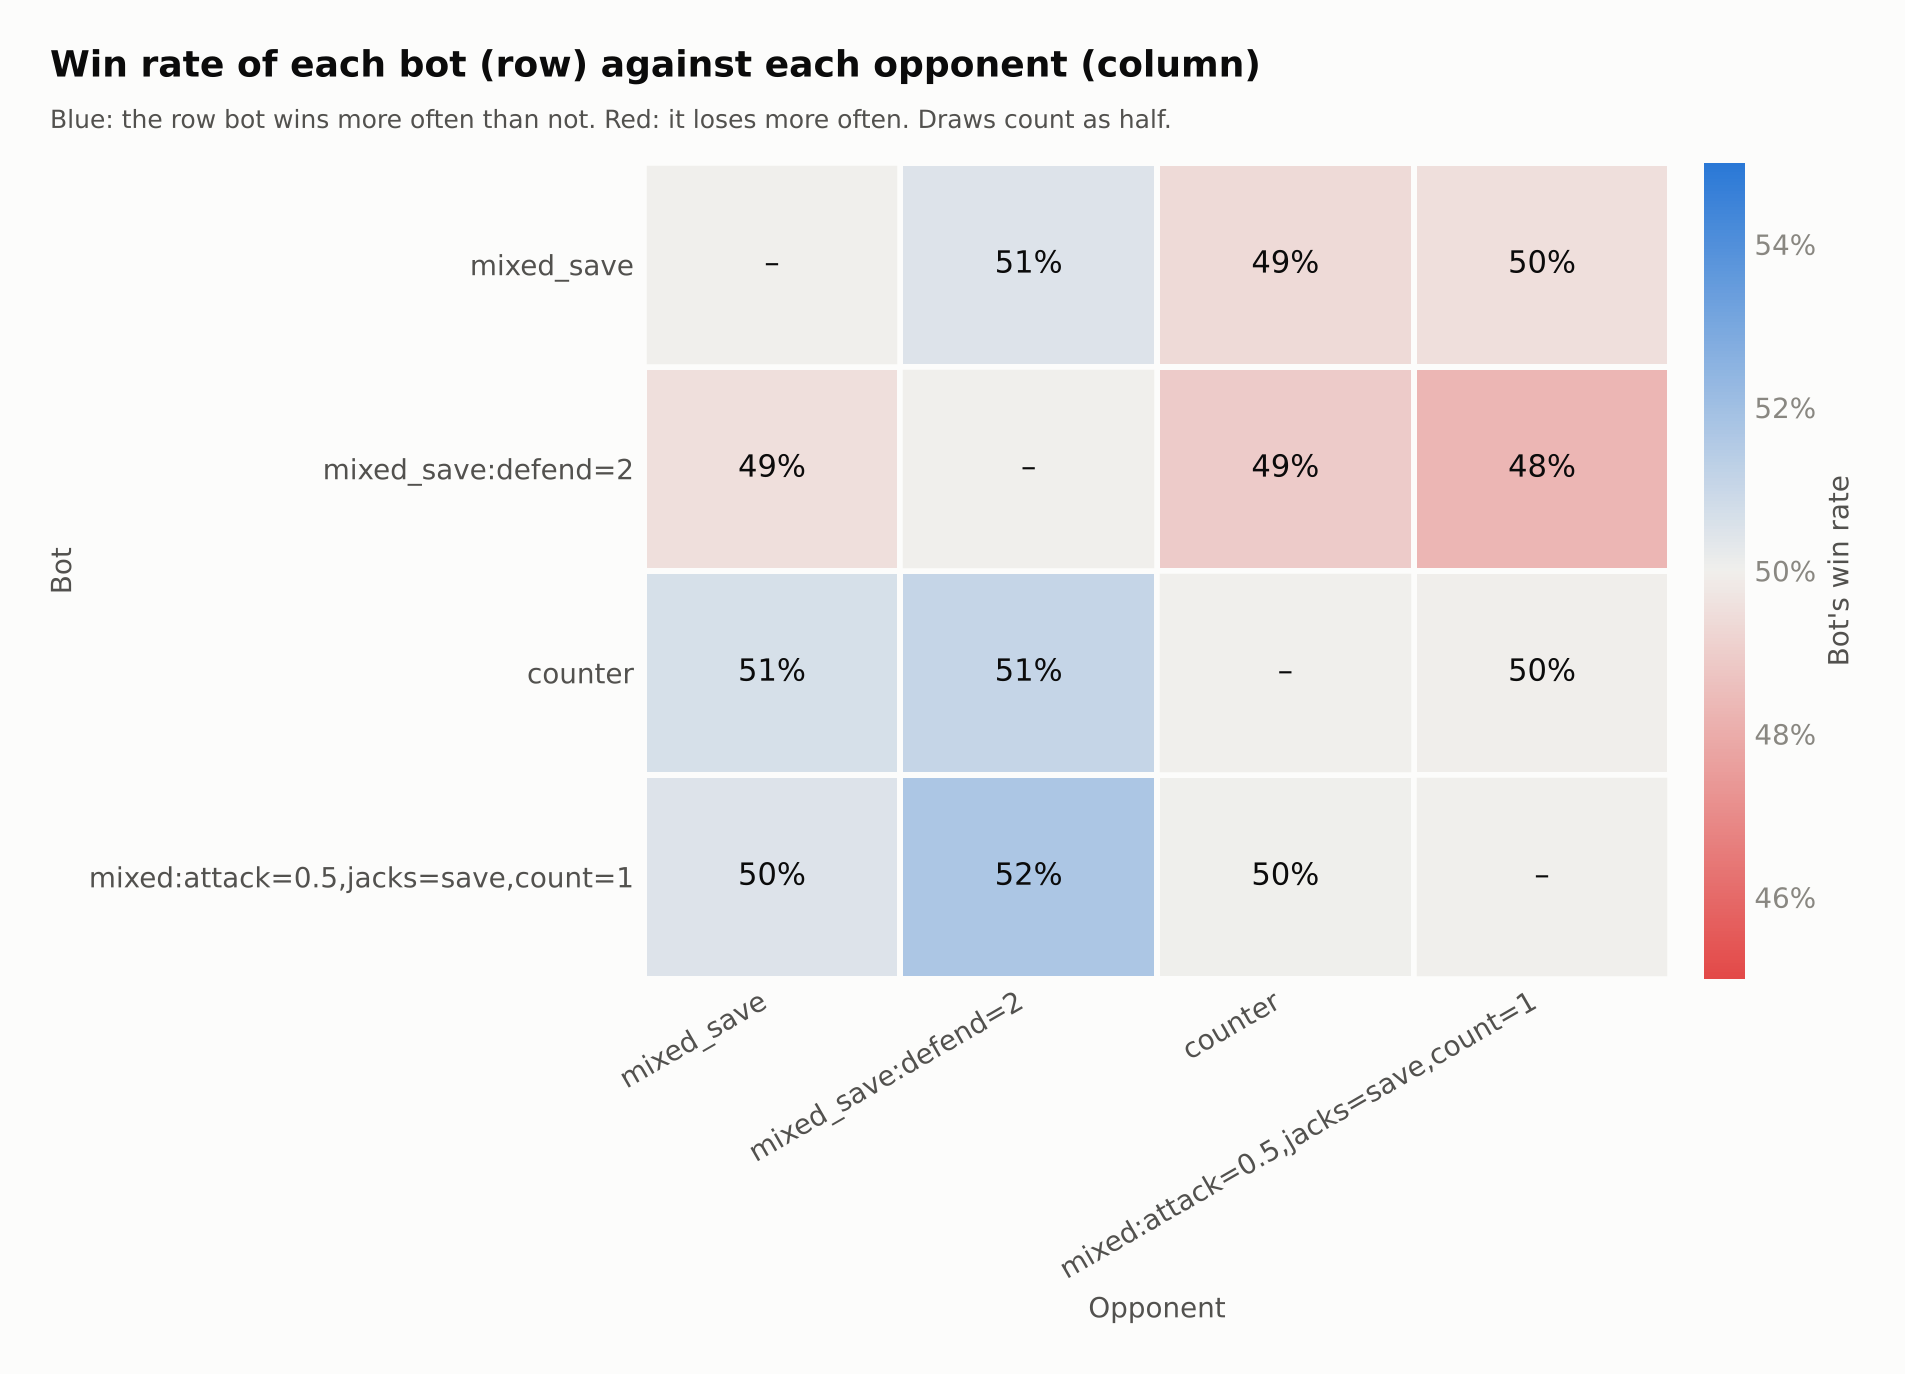 Win rate of each bot (row) against each opponent (column)
Blue: the row bot wins more often than not. Red: it loses more often. Draws count as half.
mixed_save – 51% 49% 50%
mixed_save:defend=2 49% – 49% 48%
counter 51% 51% – 50%
mixed:attack=0.5,jacks=save,count=1 50% 52% 50% –
Bot
mixed_save
mixed_save:defend=2
counter
mixed:attack=0.5,jacks=save,count=1
Opponent
54%
52%
50%
48%
46%
Bot's win rate